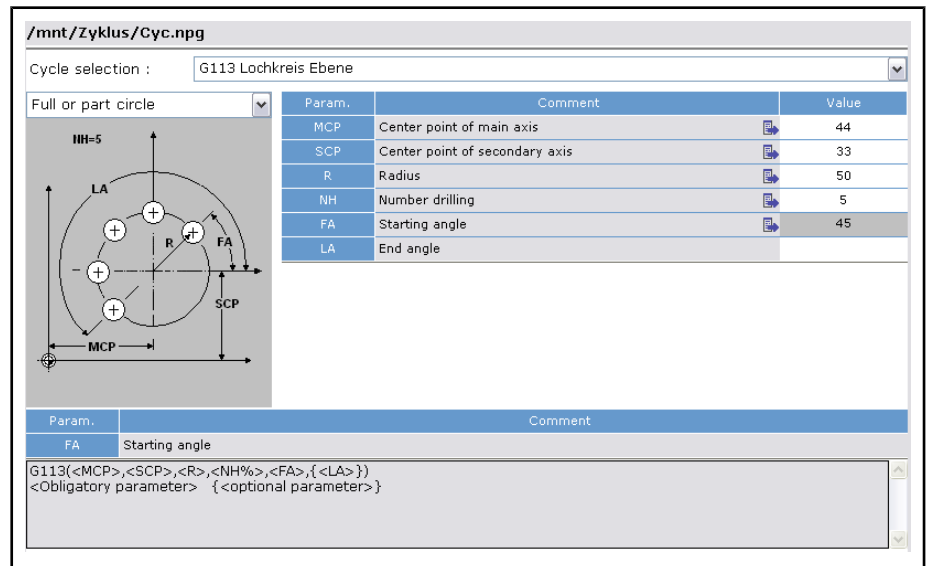 /mnt/Zyklus/Cyc.npg
Cycle selection : G113 Lochkreis Ebene
Full or part circle
Param. Comment Value
MCP Center point of main axis 44
SCP Center point of secondary axis 33
R Radius 50
NH Number drilling 5
FA Starting angle 45
LA End angle
NH=5
LA
R
FA
SCP
MCP
Param. Comment
FA Starting angle
G113(<MCP>,<SCP>,<R>,<NH%>,<FA>,{<LA>})
<Obligatory parameter> {<optional parameter>}